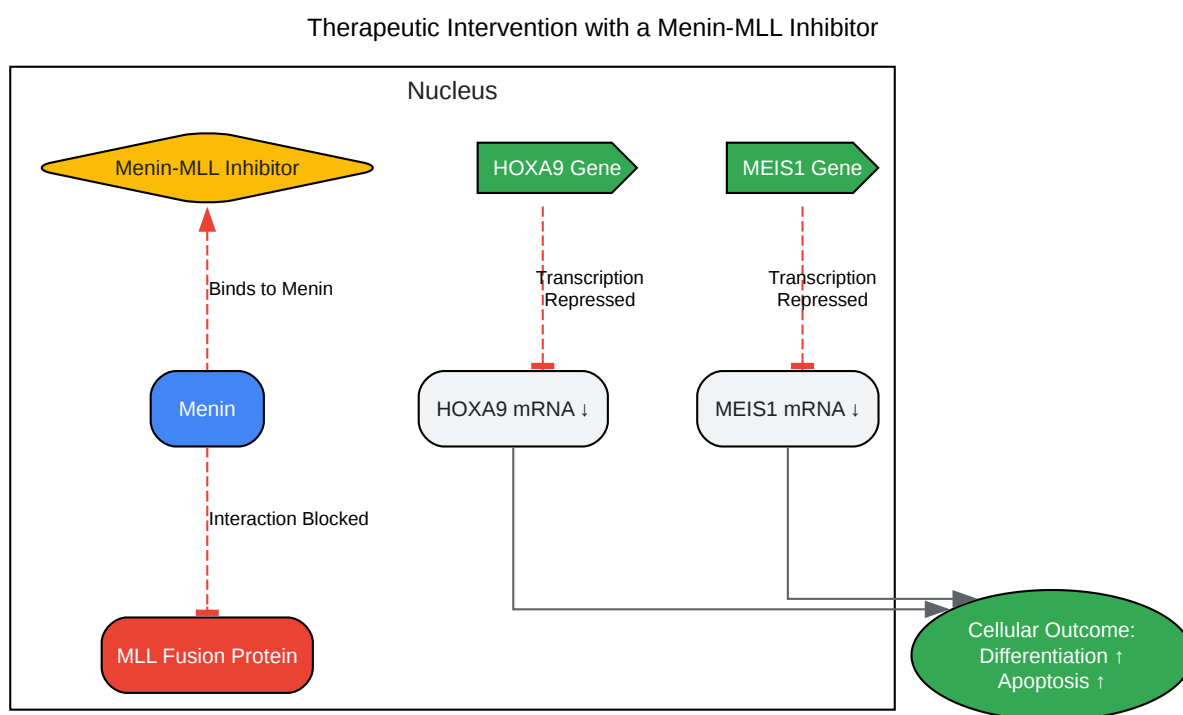 Therapeutic Intervention with a Menin-MLL Inhibitor
Nucleus
Menin-MLL Inhibitor
HOXA9 Gene
MEIS1 Gene
Binds to Menin
Transcription
Repressed
Transcription
Repressed
Menin
HOXA9 mRNA ↓
MEIS1 mRNA ↓
Interaction Blocked
MLL Fusion Protein
Cellular Outcome:
Differentiation ↑
Apoptosis ↑